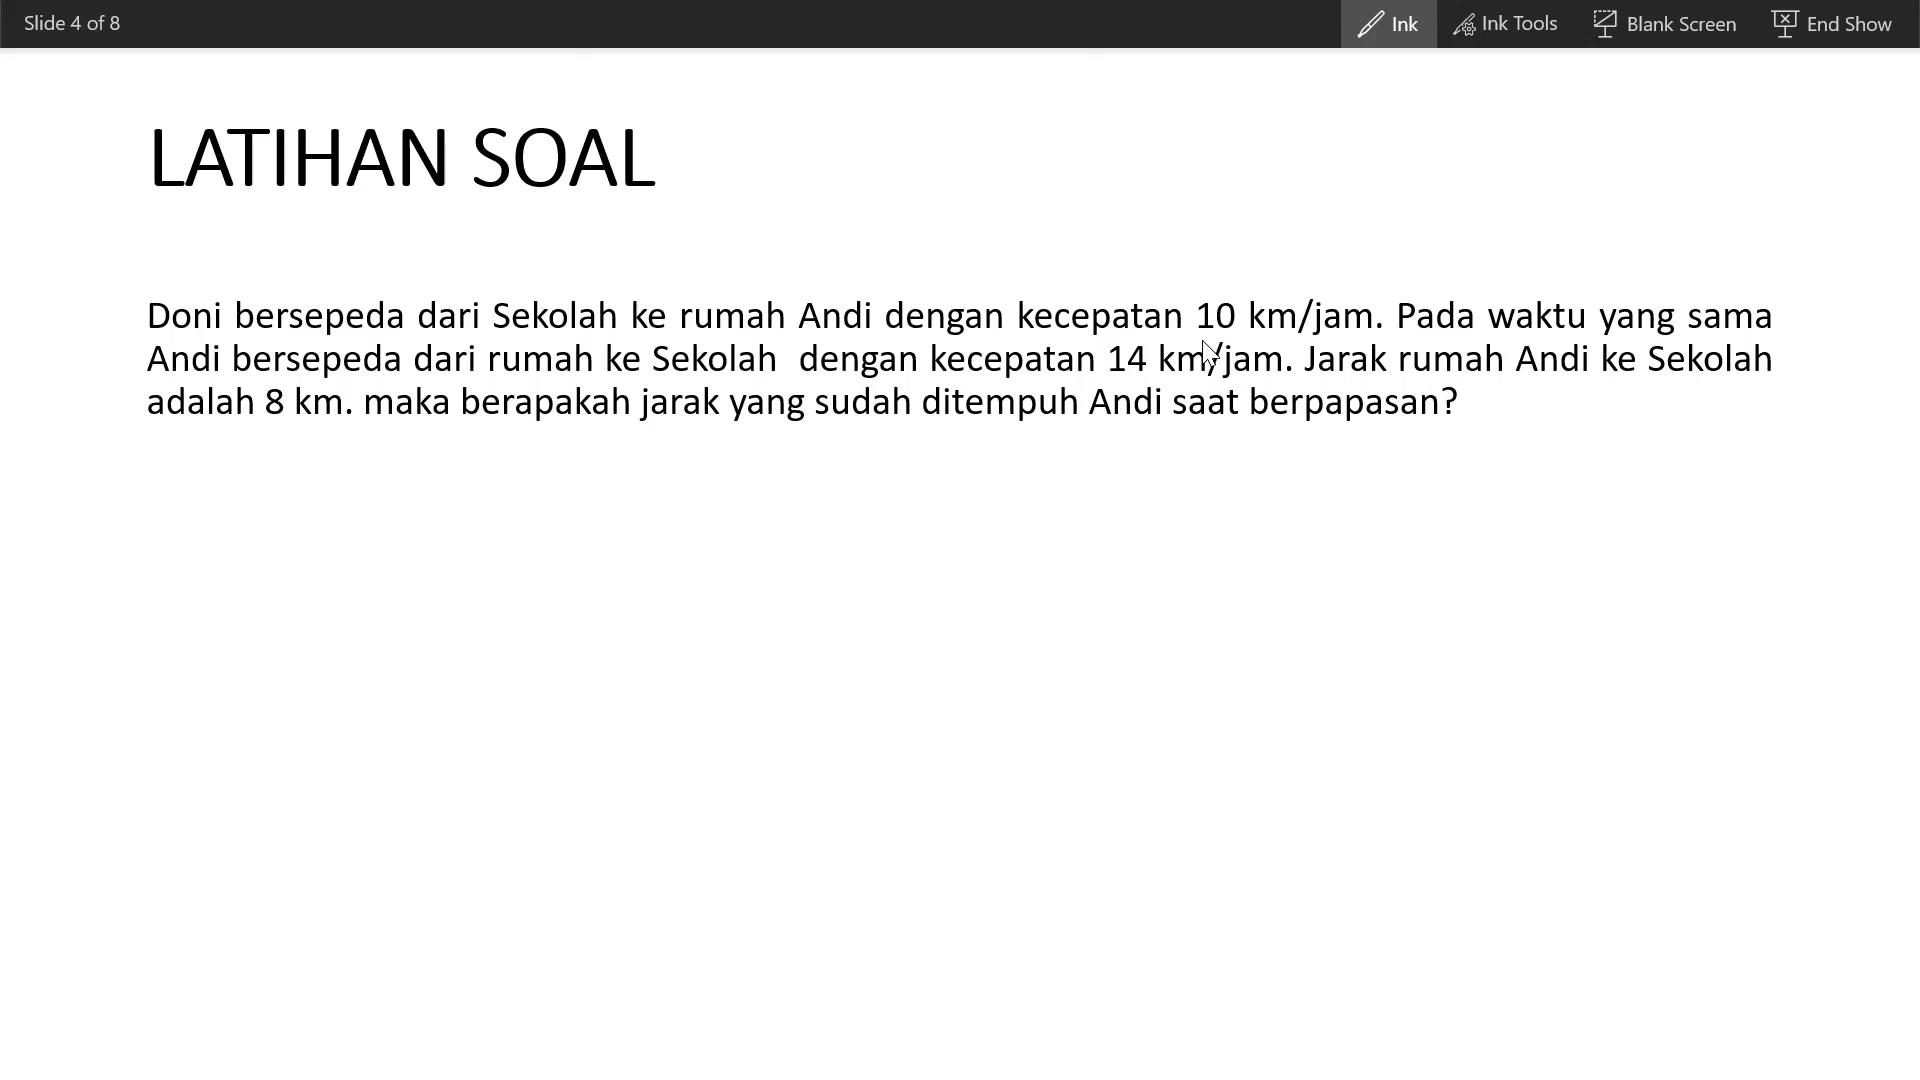 Slide 4 of 8
Ink
Ink Tools
Blank Screen
End Show
LATIHAN SOAL
Doni bersepeda dari Sekolah ke rumah Andi dengan kecepatan 10 km/jam. Pada waktu yang sama
Andi bersepeda dari rumah ke Sekolah  dengan kecepatan 14 km/jam. Jarak rumah Andi ke Sekolah
adalah 8 km. maka berapakah jarak yang sudah ditempuh Andi saat berpapasan?